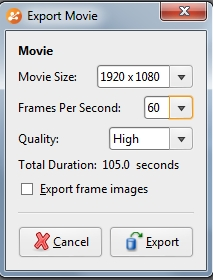 Export Movie
Movie
Movie Size: 1920 x 1080
Frames Per Second: 60
Quality: High
Total Duration: 105.0 seconds
Export frame images
Cancel Export